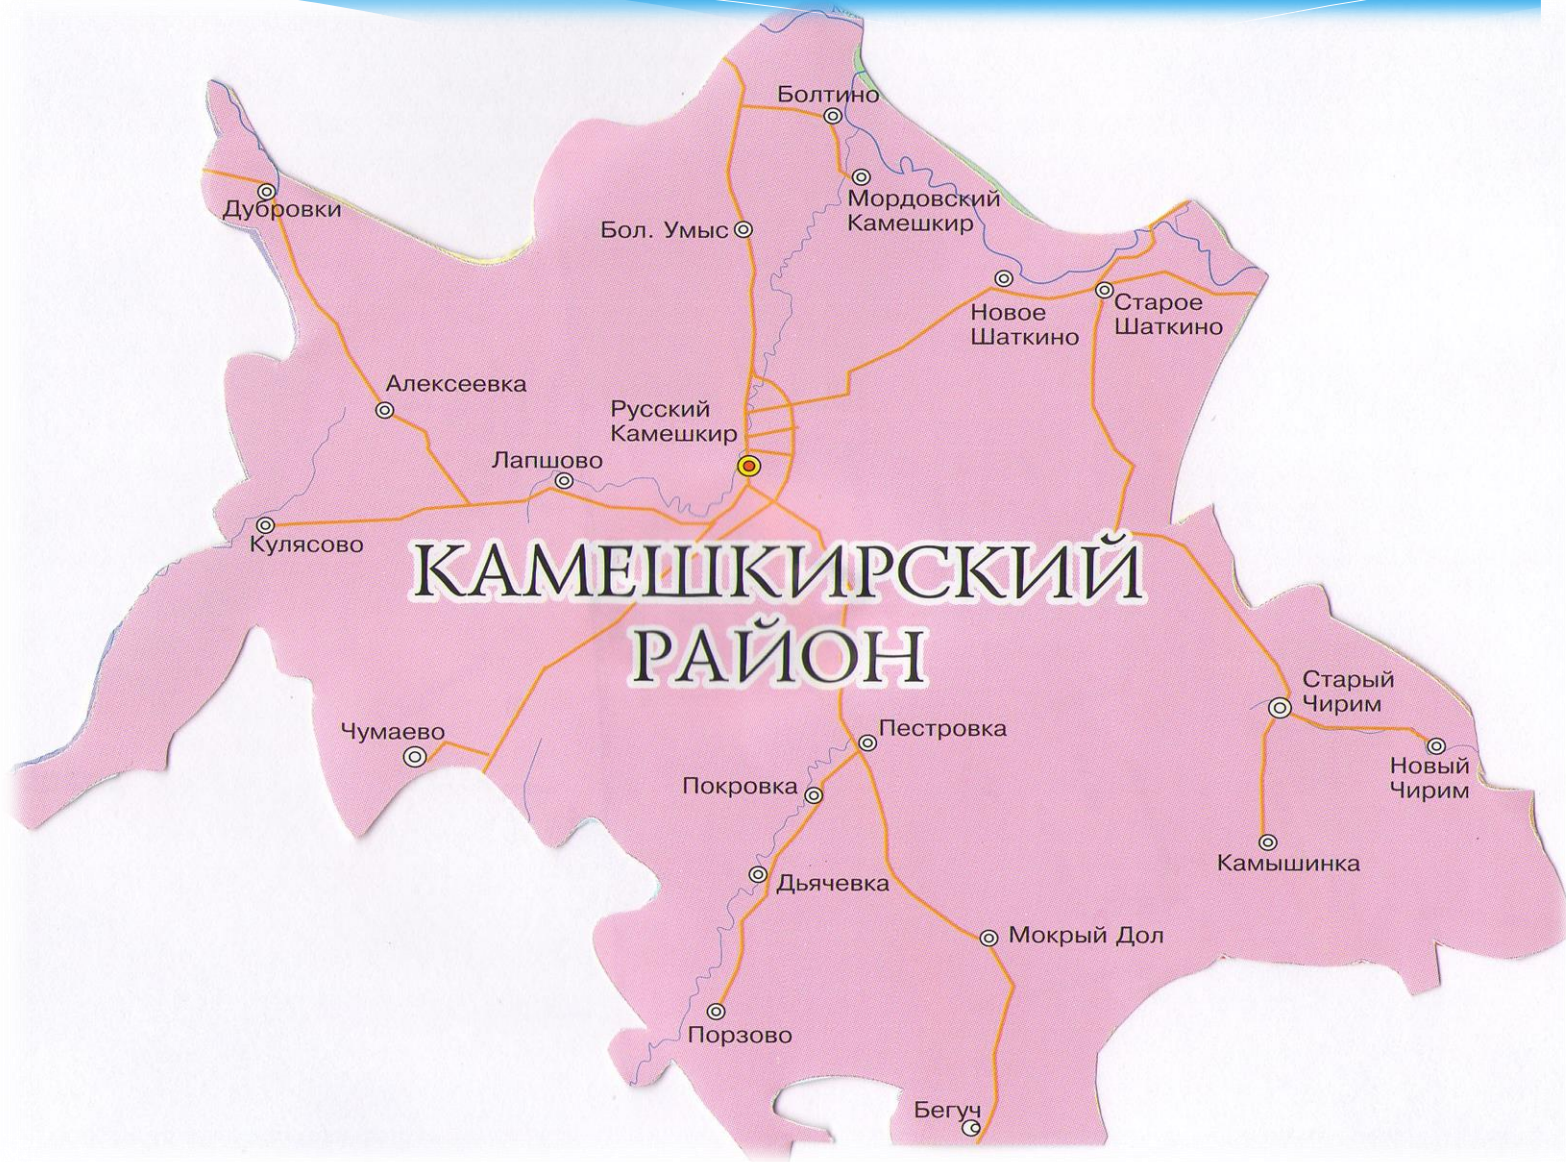 Болтино
Дубровки
Мордовский
Камешкир
Бол. Умыс
Новое
Шаткино
Старое
Шаткино
Алексеевка
Русский
Камешкир
Лапшово
Кулясово
КАМЕШКИРСКИЙ
РАЙОН
Старый
Чирим
Чумаево
Пестровка
Новый
Чирим
Покровка
Камышинка
Дьячевка
Мокрый Дол
Порзово
Бегуч